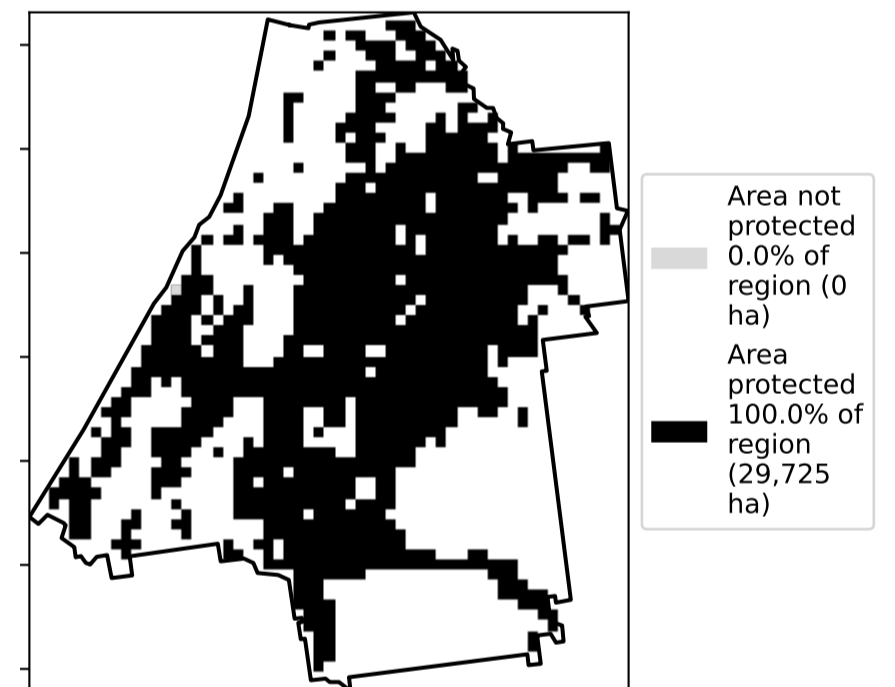 Area not
protected
0.0% of
region (0
ha)
Area
protected
100.0% of
region
(29,725
ha)